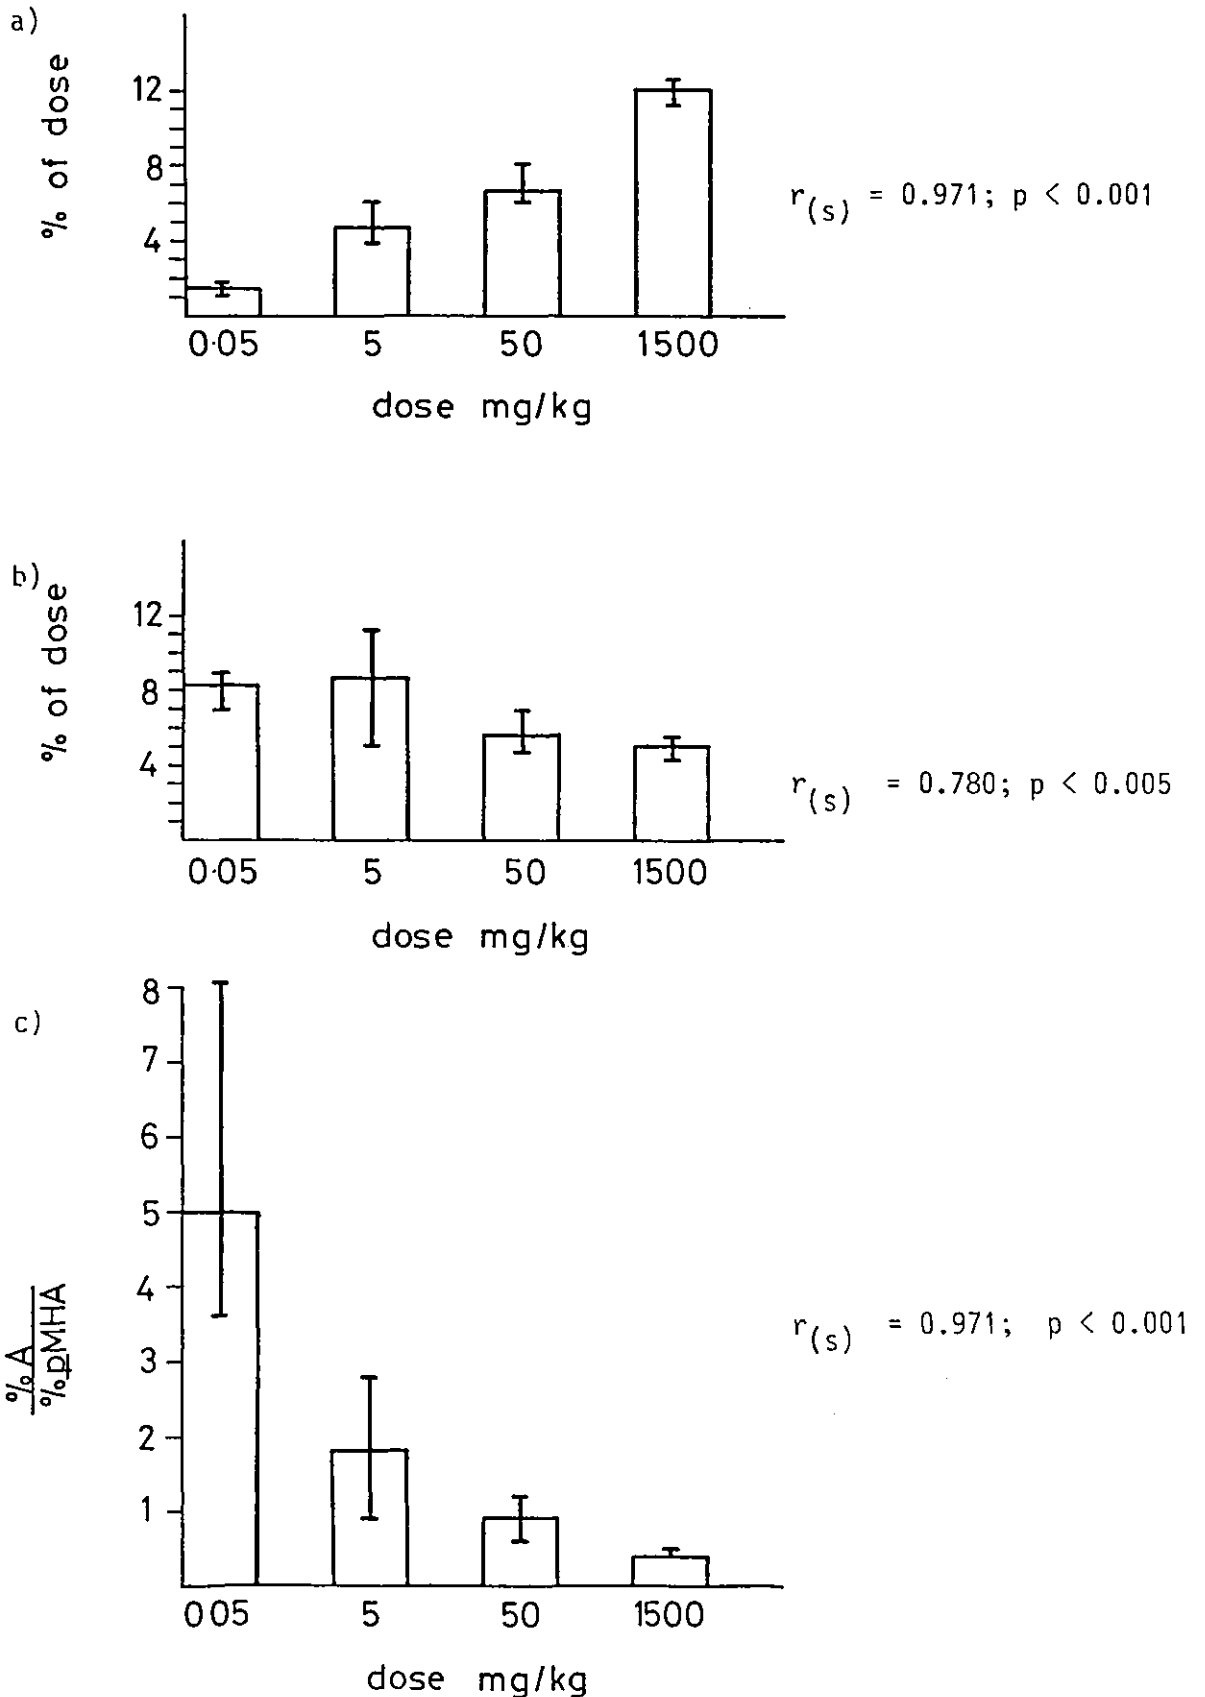 a)
% of dose
12
8
4
0·05 5 50 1500
dose mg/kg
r(s) = 0.971; p < 0.001
b)
% of dose
12
8
4
0·05 5 50 1500
dose mg/kg
r(s) = 0.780; p < 0.005
c)
% A
% pMHA
8
7
6
5
4
3
2
1
0·05 5 50 1500
dose mg/kg
r(s) = 0.971; p < 0.001